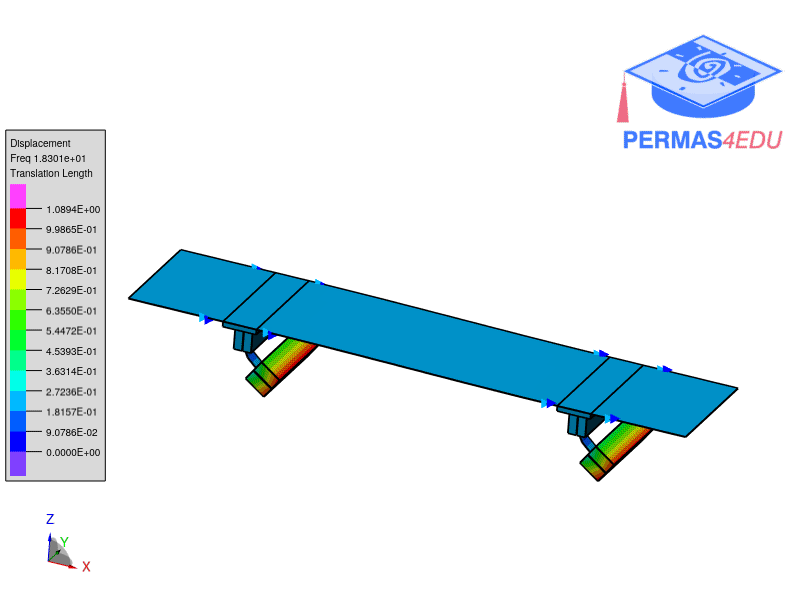 PERMAS4EDU
Displacement
Freq 1.8301e+01
Translation Length
1.0894E+00
9.9865E-01
9.0786E-01
8.1708E-01
7.2629E-01
6.3550E-01
5.4472E-01
4.5393E-01
3.6314E-01
2.7236E-01
1.8157E-01
9.0786E-02
0.0000E+00
Z
Y
X